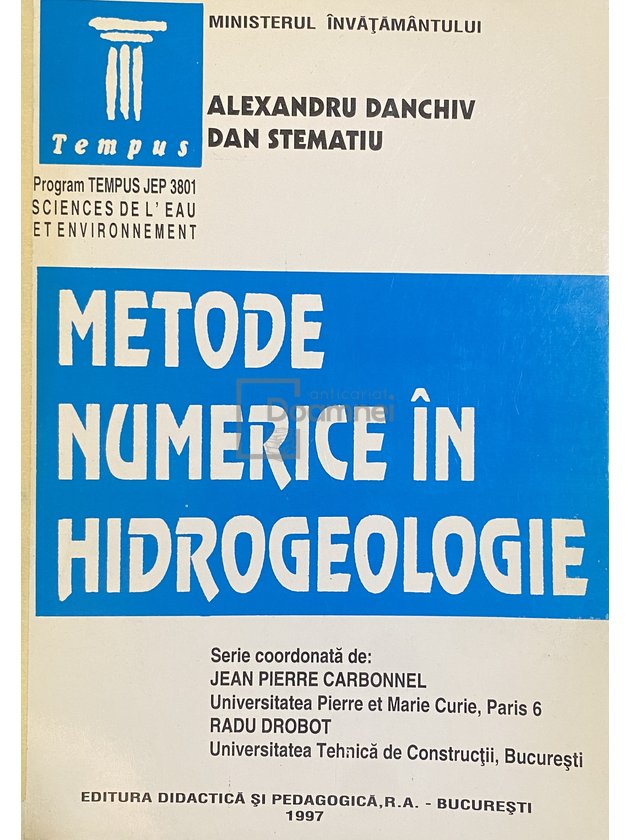 MINISTERUL ÎNVĂŢĂMÂNTULUI
Tempus
ALEXANDRU DANCHIV
DAN STEMATIU
Program TEMPUS JEP 3801
SCIENCES DE L' EAU
ET ENVIRONNEMENT
METODE
NUMERICE ÎN
HIDROGEOLOGIE
anticariat
Doamnei
Serie coordonată de:
JEAN PIERRE CARBONNEL
Universitatea Pierre et Marie Curie, Paris 6
RADU DROBOT
Universitatea Tehnică de Construcţii, Bucureşti
EDITURA DIDACTICĂ ŞI PEDAGOGICĂ, R.A. - BUCUREŞTI
1997